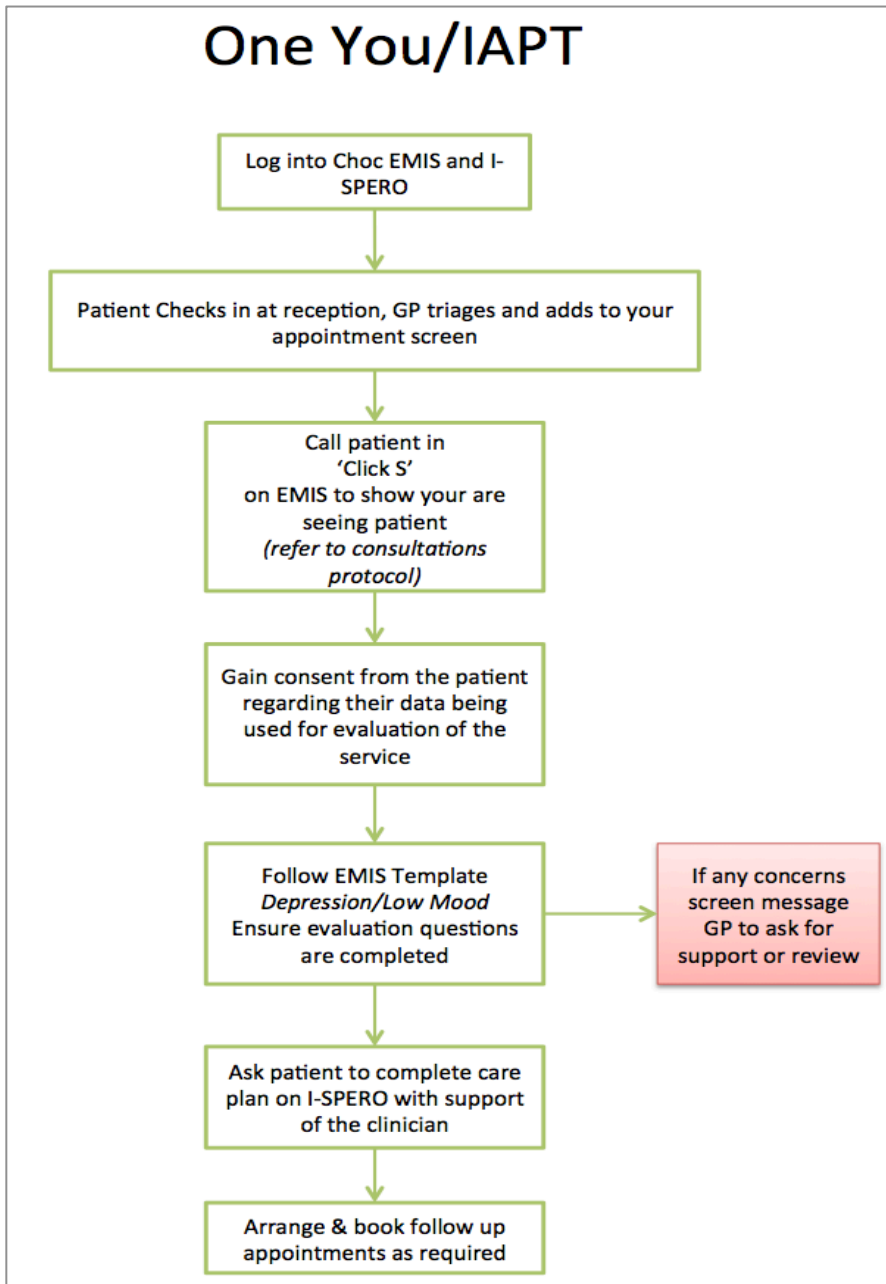 One You/IAPT
Log into Choc EMIS and I-
SPERO
Patient Checks in at reception, GP triages and adds to your
appointment screen
Call patient in
‘Click S’
on EMIS to show your are
seeing patient
(refer to consultations
protocol)
Gain consent from the patient
regarding their data being
used for evaluation of the
service
Follow EMIS Template
Depression/Low Mood
Ensure evaluation questions
are completed
If any concerns
screen message
GP to ask for
support or review
Ask patient to complete care
plan on I-SPERO with support
of the clinician
Arrange & book follow up
appointments as required